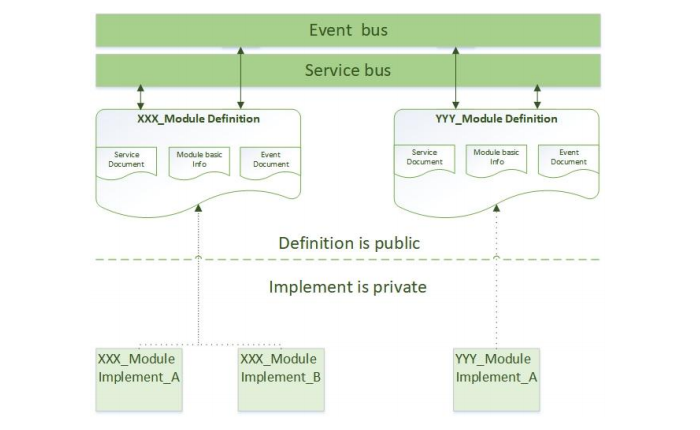 Event bus
Service bus
XXX_Module Definition
YYY_Module Definition
Service
Document
Module basic
Info
Event
Document
Service
Document
Module basic
Info
Event
Document
Definition is public
Implement is private
XXX_Module
Implement_A
XXX_Module
Implement_B
YYY_Module
Implement_A